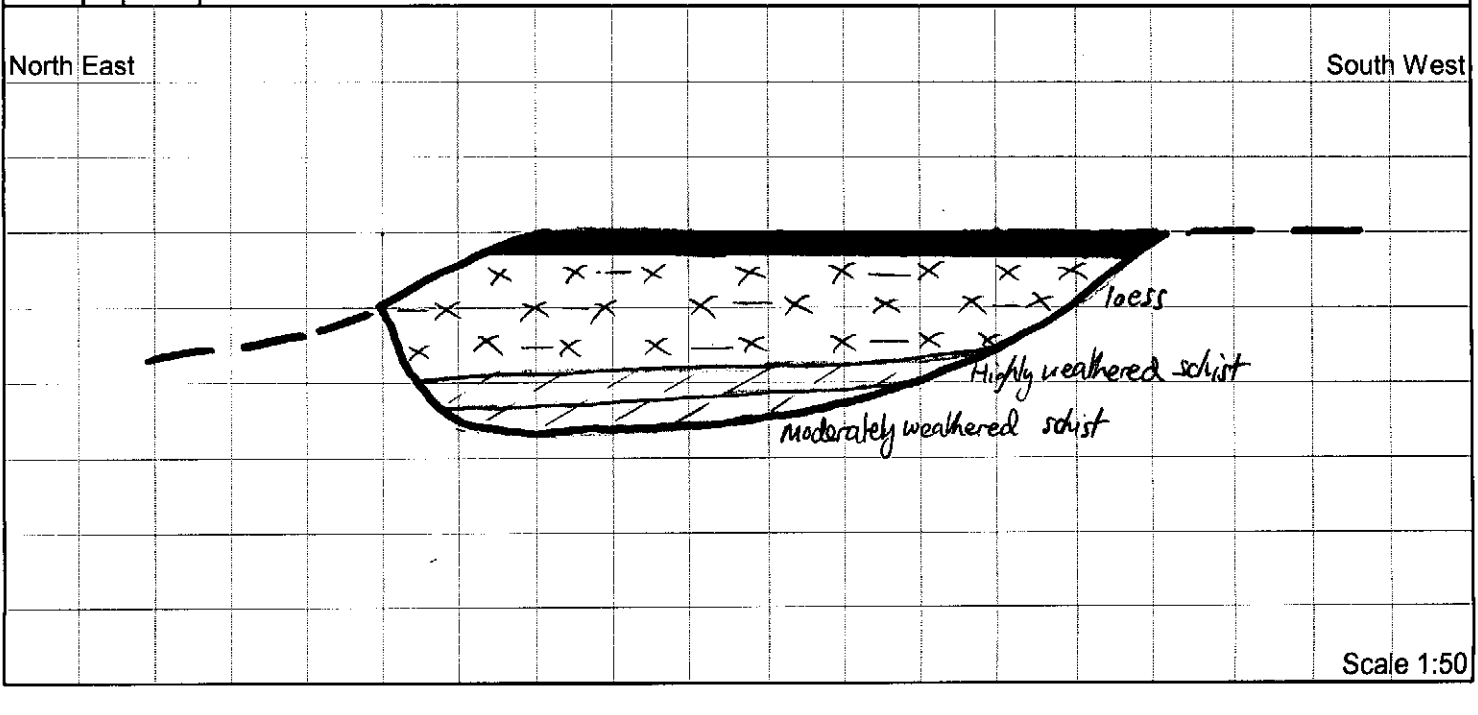 North East
South West
loess
Highly weathered schist
Moderately weathered schist
Scale 1:50